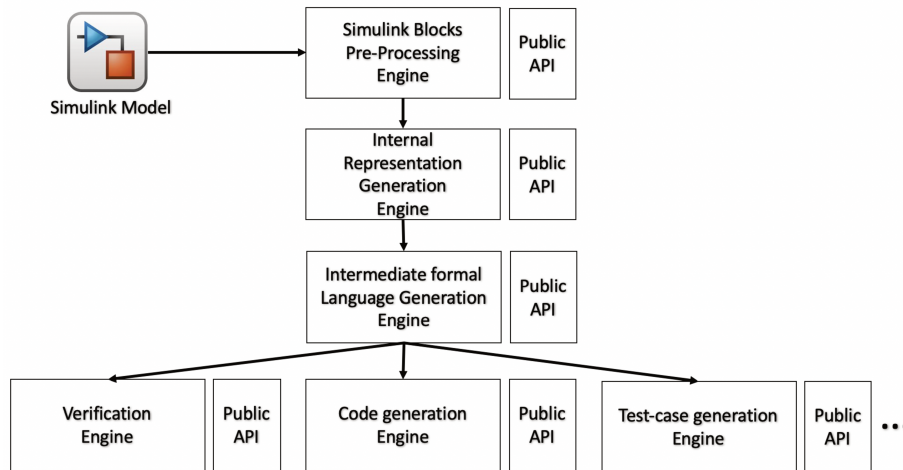 Simulink Blocks
Pre-Processing
Engine
Public
API
Simulink Model
Internal
Representation
Generation
Engine
Public
API
Intermediate formal
Language Generation
Engine
Public
API
Verification
Engine
Public
API
Code generation
Engine
Public
API
Test-case generation
Engine
Public
API
..